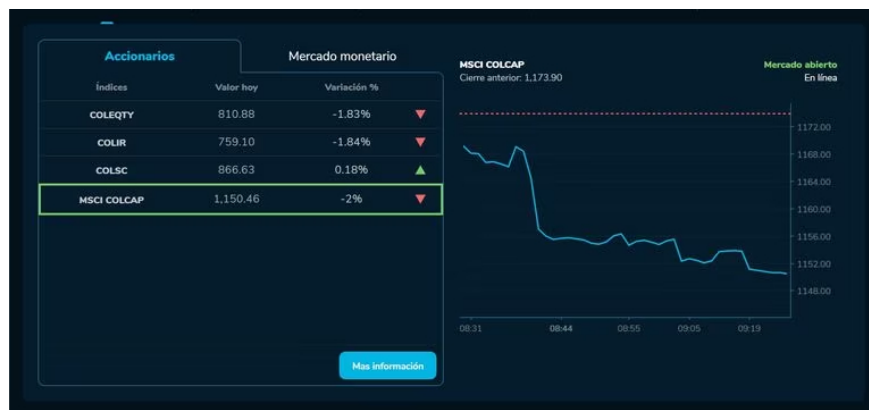 Accionarios Mercado monetario
Índices Valor hoy Variación %
COLEQTY 810.88 -1.83%
COLIR 759.10 -1.84%
COLSC 866.63 0.18%
MSCI COLCAP 1,150.46 -2%
Mas información
MSCI COLCAP Mercado abierto
Cierre anterior: 1,173.90 En línea
1172.00
1168.00
1164.00
1160.00
1156.00
1152.00
1148.00
08:31 08:44 08:55 09:05 09:19